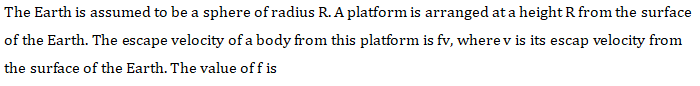 The Earth is assumed to be a sphere of radius R. A platform is arranged at a height R from the surface
of the Earth. The escape velocity of a body from this platform is fv, where v is its escap velocity from
the surface of the Earth. The value of f is